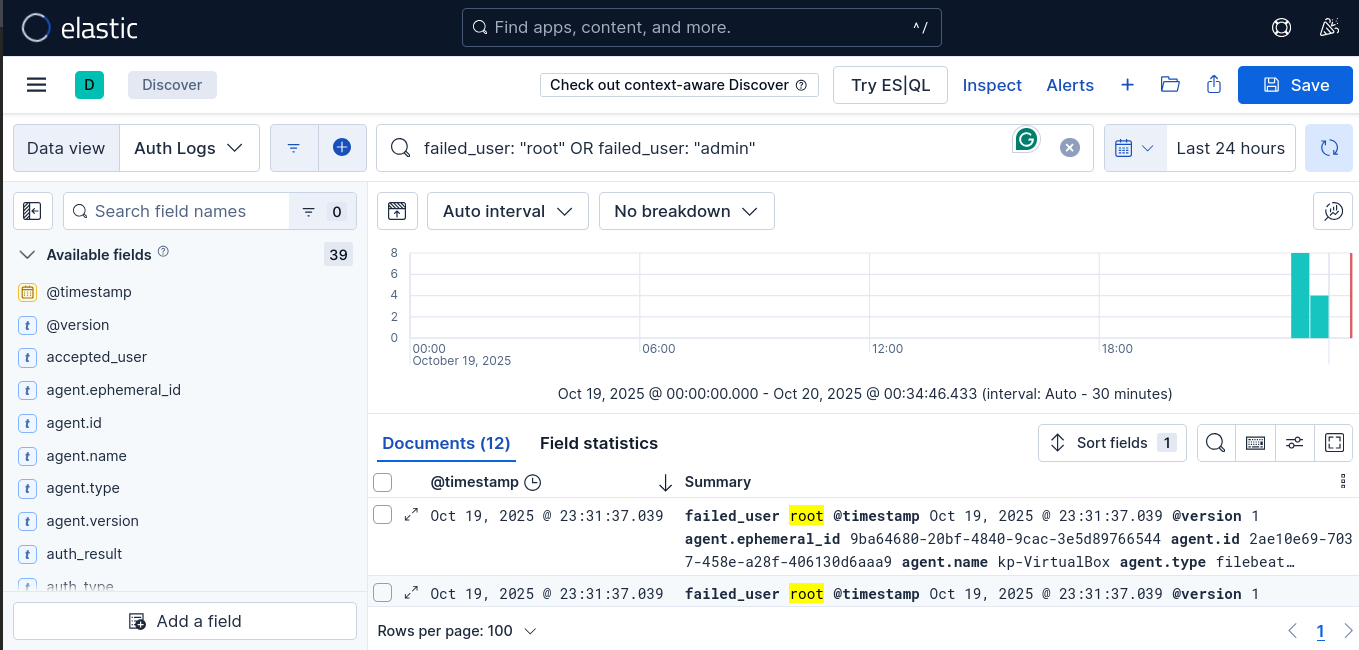 elastic
Find apps, content, and more.
^ /
D
Discover
Check out context-aware Discover
Try ES|QL
Inspect
Alerts
Save
Data view
Auth Logs
failed_user: "root" OR failed_user: "admin"
Last 24 hours
Search field names
0
Auto interval
No breakdown
Available fields
39
@timestamp
@version
accepted_user
agent.ephemeral_id
agent.id
agent.name
agent.type
agent.version
auth_result
auth_type
Add a field
8
6
4
2
0
00:00
October 19, 2025
06:00
12:00
18:00
Oct 19, 2025 @ 00:00:00.000 - Oct 20, 2025 @ 00:34:46.433 (interval: Auto - 30 minutes)
Documents (12)
Field statistics
Sort fields 1
@timestamp
Summary
Oct 19, 2025 @ 23:31:37.039
failed_user root @timestamp Oct 19, 2025 @ 23:31:37.039 @version 1
agent.ephemeral_id 9ba64680-20bf-4840-9cac-3e5d89766544 agent.id 2ae10e69-703
7-458e-a28f-406130d6aaa9 agent.name kp-VirtualBox agent.type filebeat…
Oct 19, 2025 @ 23:31:37.039
failed_user root @timestamp Oct 19, 2025 @ 23:31:37.039 @version 1
Rows per page: 100
1